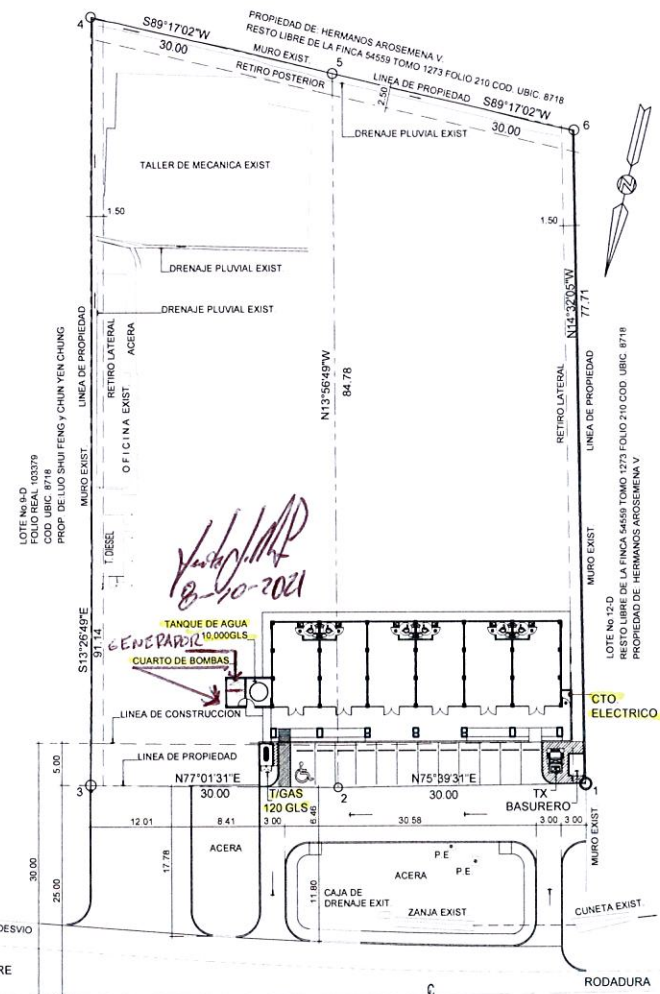 PROPIEDAD DE: HERMANOS AROSEMENA V.
RESTO LIBRE DE LA FINCA 54559 TOMO 1273 FOLIO 210 COD. UBIC. 8718
4
S89°17'02"W
30.00
MURO EXIST.
RETIRO POSTERIOR
5
LINEA DE PROPIEDAD
S89°17'02"W
30.00
6
2.50
DRENAJE PLUVIAL EXIST
TALLER DE MECANICA EXIST
N
1.50
1.50
DRENAJE PLUVIAL EXIST
DRENAJE PLUVIAL EXIST
N14°32'05"W
77.71
N13°56'49"W
84.78
LINEA DE PROPIEDAD
RETIRO LATERAL
ACERA
OFICINA EXIST.
MURO EXIST
T. DIESEL
S13°26'49"E
91.14
LOTE No 9-D
FOLIO REAL 103379
COD. UBIC. 8718
PROP. DE: LUO SHUI FENG y CHUN YEN CHUNG
RETIRO LATERAL
LINEA DE PROPIEDAD
MURO EXIST
LOTE No 12-D
RESTO LIBRE DE LA FINCA 54559 TOMO 1273 FOLIO 210 COD. UBIC. 8718
PROPIEDAD DE: HERMANOS AROSEMENA V
8-10-2021
TANQUE DE AGUA
10,000GLS
GENERADOR
CUARTO DE BOMBAS
CTO.
ELECTRICO
LINEA DE CONSTRUCCION
LINEA DE PROPIEDAD
5.00
3
N77°01'31"E
30.00
T/GAS
120 GLS
2
N75°39'31"E
30.00
TX
BASURERO
1
MURO EXIST
12.01
8.41
3.00
6.46
30.58
3.00
3.00
30.00
25.00
17.78
ACERA
11.80
P.E
P.E
ACERA
CAJA DE
DRENAJE EXIT
ZANJA EXIST
CUNETA EXIST.
DESVIO
RE
RODADURA